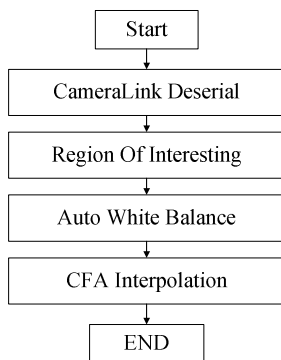 Start
CameraLink Deserial
Region Of Interesting
Auto White Balance
CFA Interpolation
END